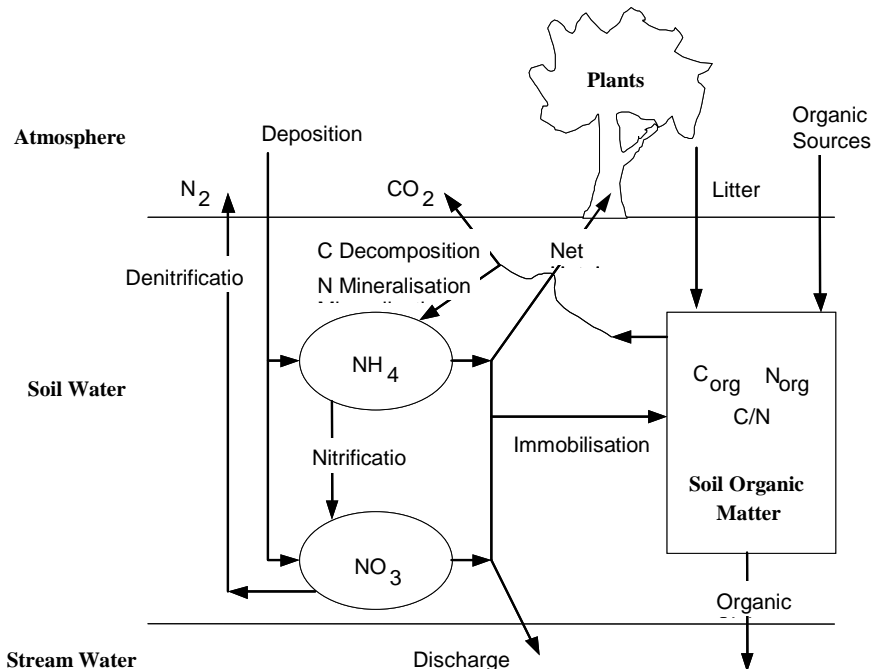 Plants
Atmosphere
Deposition
Organic
Sources
N2
CO2
Litter
C Decomposition
Net
Denitrificatio
N Mineralisation
NH4
Corg Norg
C/N
Soil Water
Immobilisation
Nitrificatio
Soil Organic
Matter
NO3
Organic
Stream Water
Discharge